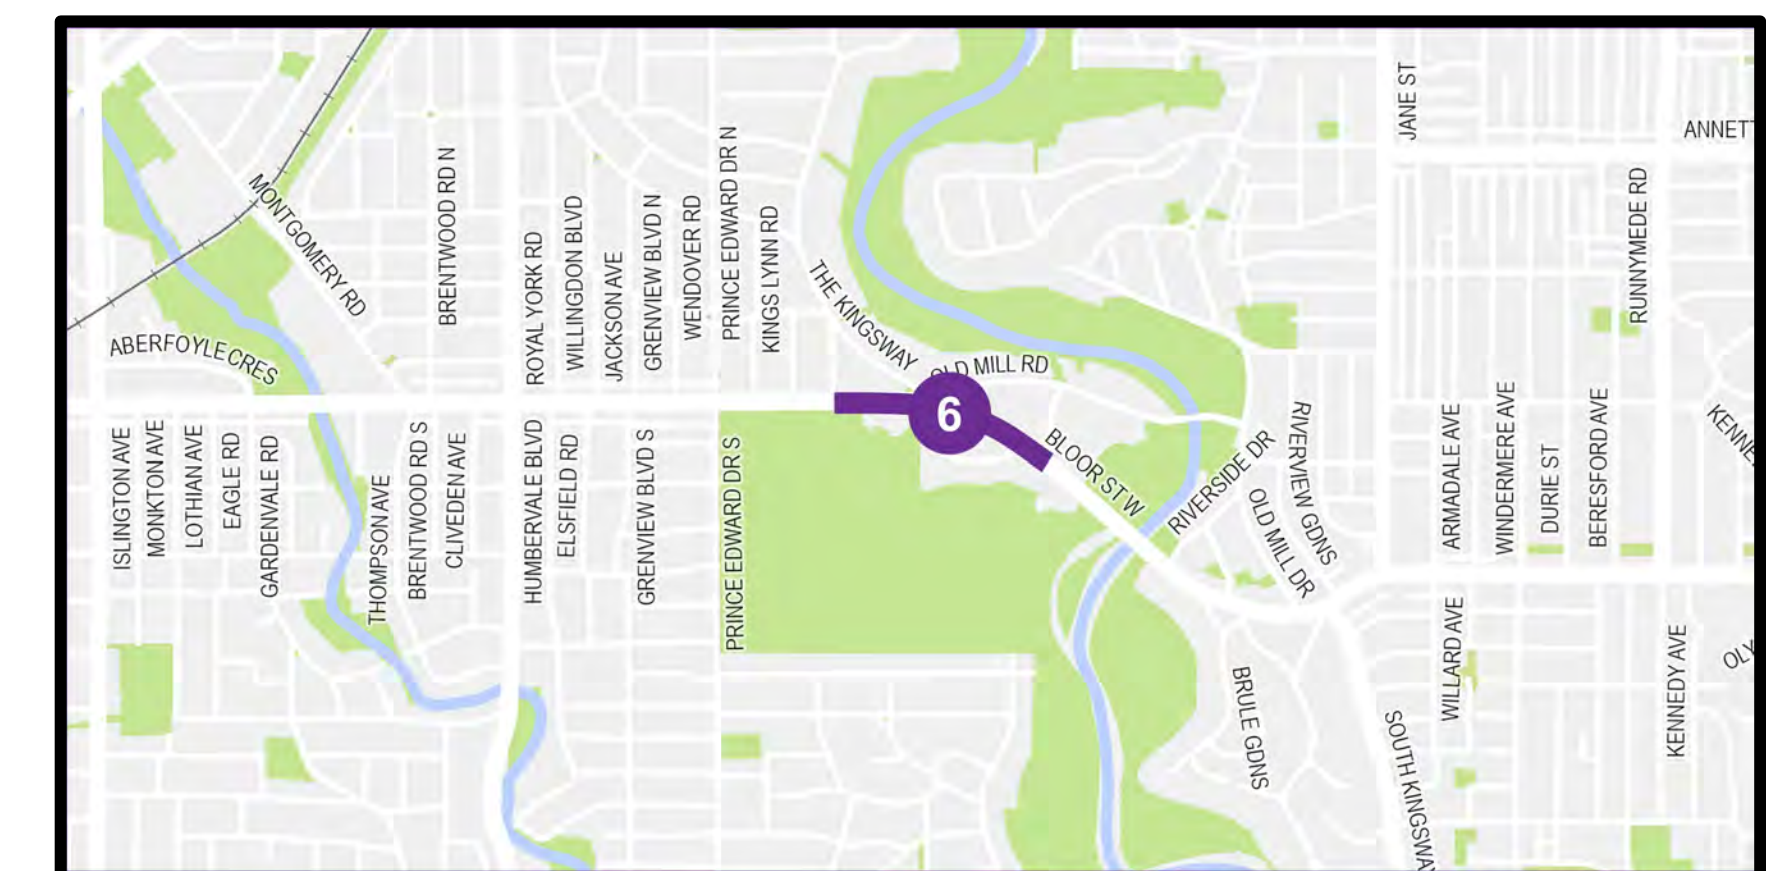 JANE ST
ANNETT
MONTGOMERY RD
BRENTWOOD RD N
ROYAL YORK RD
WILLINGDON BLVD
JACKSON AVE
GRENVIEW BLVD N
WENDOVER RD
PRINCE EDWARD DR N
KINGS LYNN RD
THE KINGSWAY
OLD MILL RD
RUNNYMEDE RD
ABERFOYLE CRES
6
ISLINGTON AVE
MONKTON AVE
LOTHIAN AVE
EAGLE RD
GARDENVALE RD
THOMPSON AVE
BRENTWOOD RD S
CLIVEDEN AVE
HUMBERVALE BLVD
ELSFIELD RD
GRENVIEW BLVD S
PRINCE EDWARD DR S
BLOOR ST W
RIVERSIDE DR
RIVERVIEW GDNS
OLD MILL DR
ARMADALE AVE
WINDERMERE AVE
DURIE ST
BERESFORD AVE
KENNE
WILLARD AVE
KENNEDY AVE
OLY
BRULE GDNS
SOUTH KINGSWAY